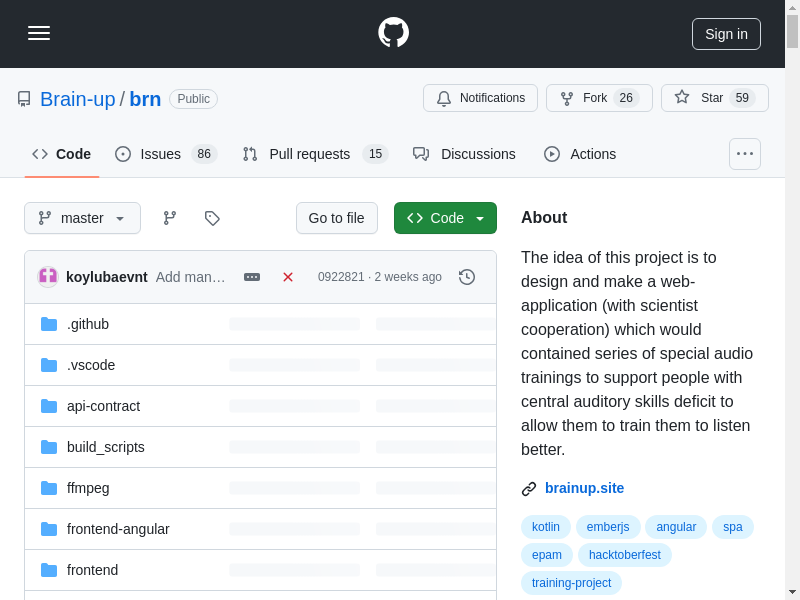 Sign in
Brain-up / brn Public
Notifications Fork 26 Star 59
Code Issues 86 Pull requests 15 Discussions Actions
master Go to file Code
koylubaevnt Add man… 0922821 · 2 weeks ago
.github
.vscode
api-contract
build_scripts
ffmpeg
frontend-angular
frontend
About
The idea of this project is to
design and make a web-
application (with scientist
cooperation) which would
contained series of special audio
trainings to support people with
central auditory skills deficit to
allow them to train them to listen
better.
brainup.site
kotlin emberjs angular spa
epam hacktoberfest
training-project